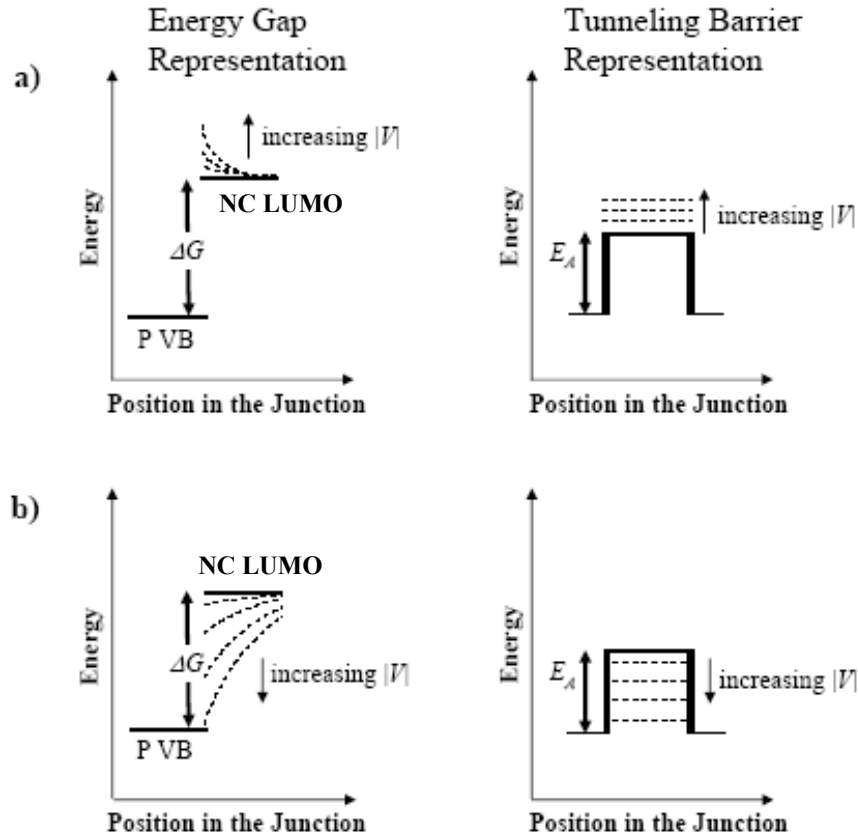 Energy Gap
Representation
Tunneling Barrier
Representation
a)
increasing |V|
NC LUMO
ΔG
P VB
Energy
Position in the Junction
increasing |V|
E_A
Energy
Position in the Junction
b)
NC LUMO
ΔG
increasing |V|
P VB
Energy
Position in the Junction
E_A
increasing |V|
Energy
Position in the Junction